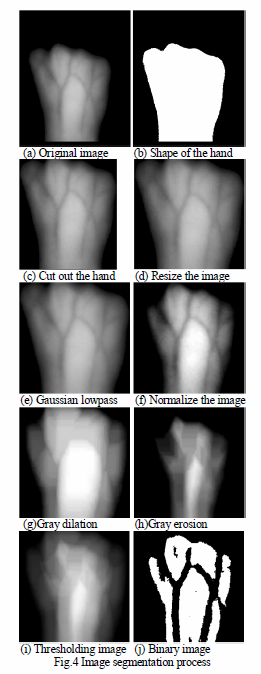 (a) Original image
(b) Shape of the hand
(c) Cut out the hand
(d) Resize the image
(e) Gaussian lowpass
(f) Normalize the image
(g)Gray dilation
(h)Gray erosion
(i) Thresholding image
(j) Binary image
Fig.4 Image segmentation process